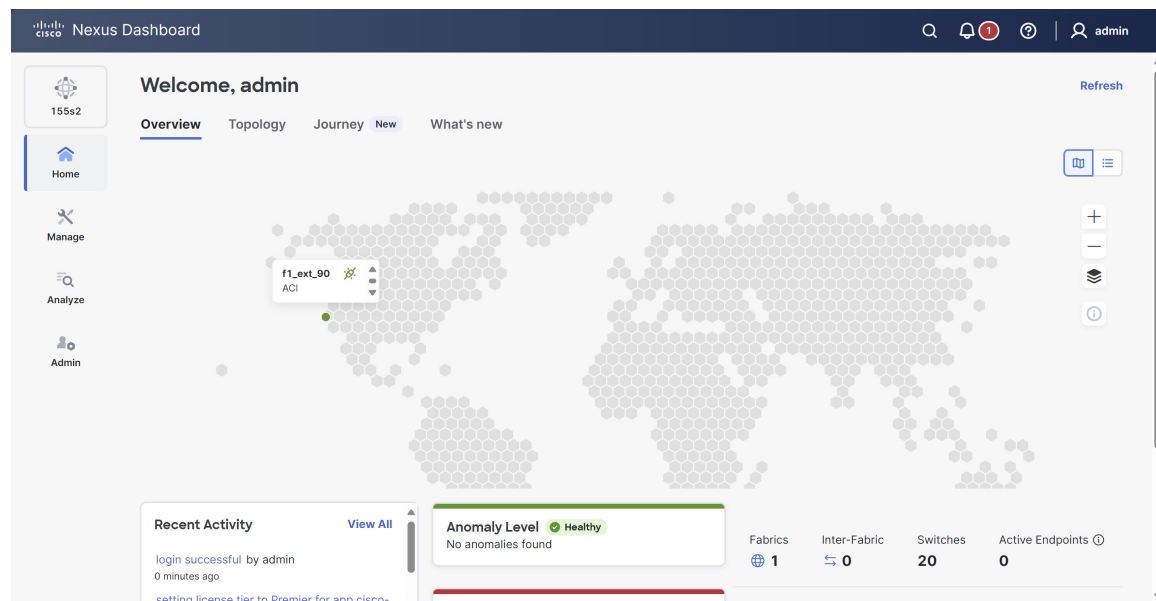 cisco Nexus Dashboard
1
admin
155s2
Home
Manage
Analyze
Admin
Welcome, admin
Refresh
Overview Topology Journey New What's new
f1_ext_90
ACI
Recent Activity View All
login successful by admin
0 minutes ago
setting license tier to Premier for app cisco-
Anomaly Level Healthy
No anomalies found
Fabrics Inter-Fabric Switches Active Endpoints
1 0 20 0